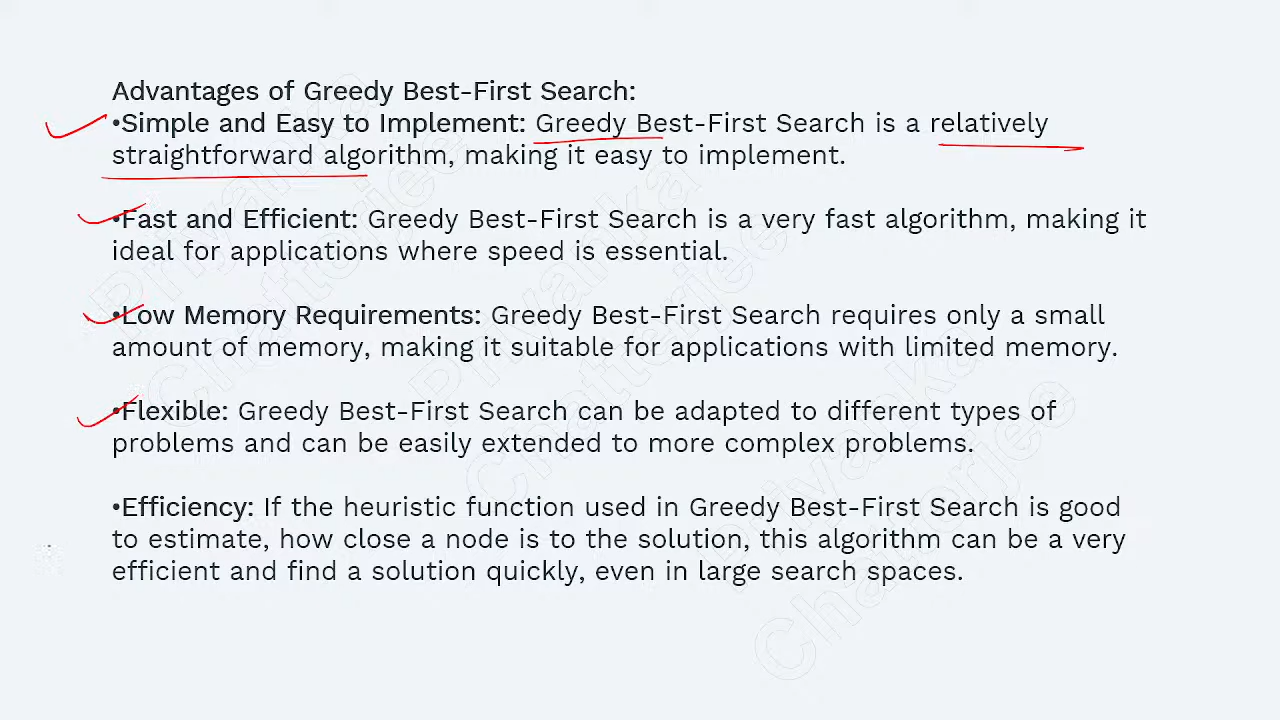 Advantages of Greedy Best-First Search:
•Simple and Easy to Implement: Greedy Best-First Search is a relatively
straightforward algorithm, making it easy to implement.
•Fast and Efficient: Greedy Best-First Search is a very fast algorithm, making it
ideal for applications where speed is essential.
•Low Memory Requirements: Greedy Best-First Search requires only a small
amount of memory, making it suitable for applications with limited memory.
•Flexible: Greedy Best-First Search can be adapted to different types of
problems and can be easily extended to more complex problems.
•Efficiency: If the heuristic function used in Greedy Best-First Search is good
to estimate, how close a node is to the solution, this algorithm can be a very
efficient and find a solution quickly, even in large search spaces.
Priyanka
Chatterjee
Priyanka
Chatterjee
Priyanka
Chatterjee